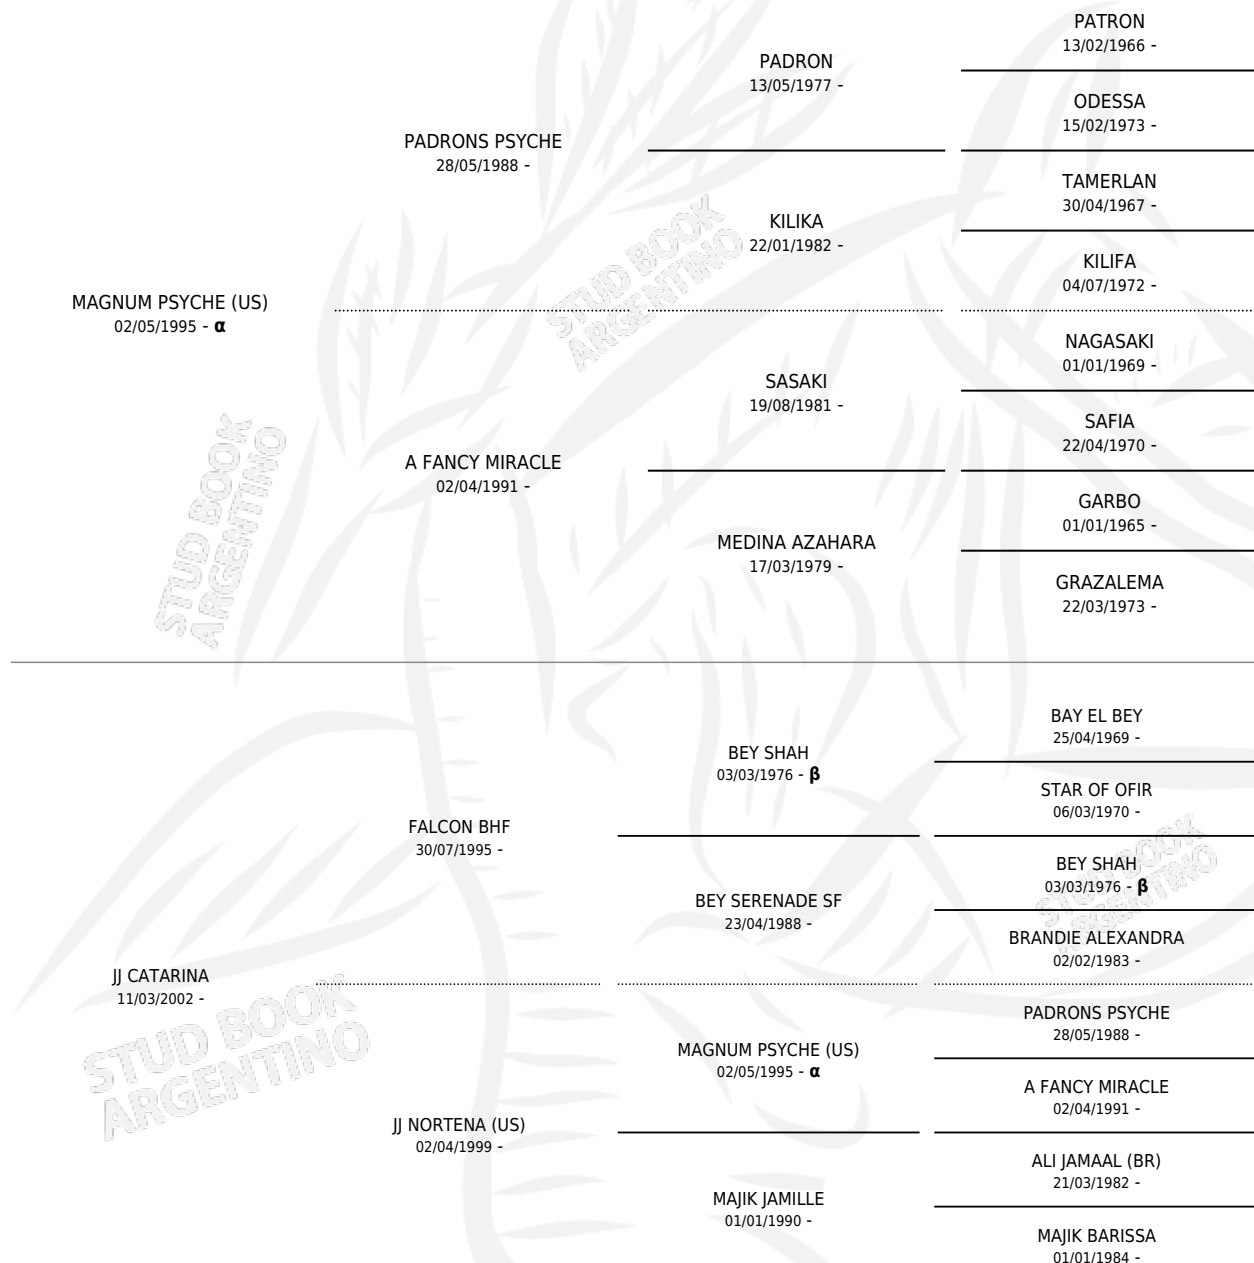 PATRON
13/02/1966 -
PADRON
13/05/1977 -
ODESSA
15/02/1973 -
PADRONS PSYCHE
28/05/1988 -
TAMERLAN
30/04/1967 -
KILIKA
22/01/1982 -
KILIFA
04/07/1972 -
MAGNUM PSYCHE (US)
02/05/1995 - α
STUD BOOK
ARGENTINO
NAGASAKI
01/01/1969 -
SASAKI
19/08/1981 -
SAFIA
22/04/1970 -
A FANCY MIRACLE
02/04/1991 -
GARBO
01/01/1965 -
MEDINA AZAHARA
17/03/1979 -
GRAZALEMA
22/03/1973 -
STUD BOOK
ARGENTINO
BAY EL BEY
25/04/1969 -
BEY SHAH
03/03/1976 - β
STAR OF OFIR
06/03/1970 -
FALCON BHF
30/07/1995 -
STUD BOOK
ARGENTINO
BEY SHAH
03/03/1976 - β
BEY SERENADE SF
23/04/1988 -
BRANDIE ALEXANDRA
02/02/1983 -
JJ CATARINA
11/03/2002 -
STUD BOOK
ARGENTINO
PADRONS PSYCHE
28/05/1988 -
MAGNUM PSYCHE (US)
02/05/1995 - α
A FANCY MIRACLE
02/04/1991 -
JJ NORTENA (US)
02/04/1999 -
ALI JAMAAL (BR)
21/03/1982 -
MAJIK JAMILLE
01/01/1990 -
MAJIK BARISSA
01/01/1984 -